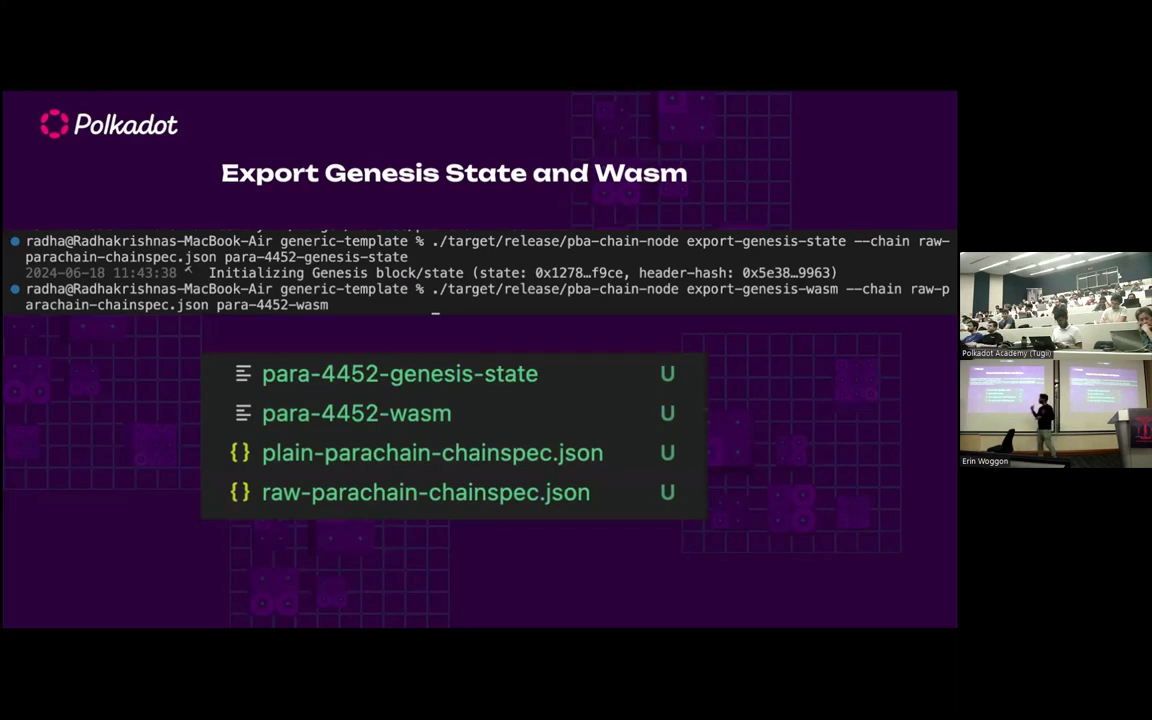 Polkadot
Export Genesis State and Wasm
radha@Radhakrishnas-MacBook-Air generic-template % ./target/release/pba-chain-node export-genesis-state --chain raw-
parachain-chainspec.json para-4452-genesis-state
2024-06-18 11:43:38 Initializing Genesis block/state (state: 0x1278…f9ce, header-hash: 0x5e38…9963)
radha@Radhakrishnas-MacBook-Air generic-template % ./target/release/pba-chain-node export-genesis-wasm --chain raw-p
arachain-chainspec.json para-4452-wasm
para-4452-genesis-state U
para-4452-wasm U
{} plain-parachain-chainspec.json U
{} raw-parachain-chainspec.json U
Polkadot Academy (Tugii)
Erin Woggon